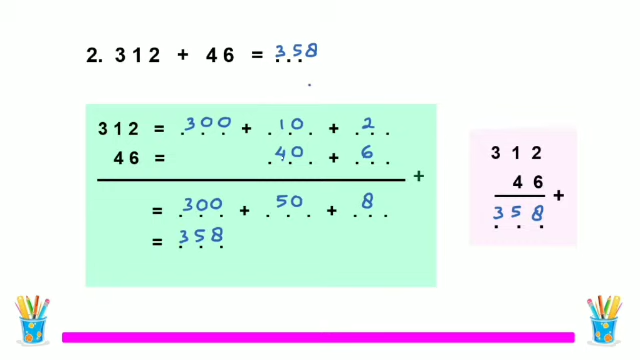 2. 312 + 46 = 358
312 = 300 + 10 + 2
46 = 40 + 6
+
= 300 + 50 + 8
= 358
312
46
+
358